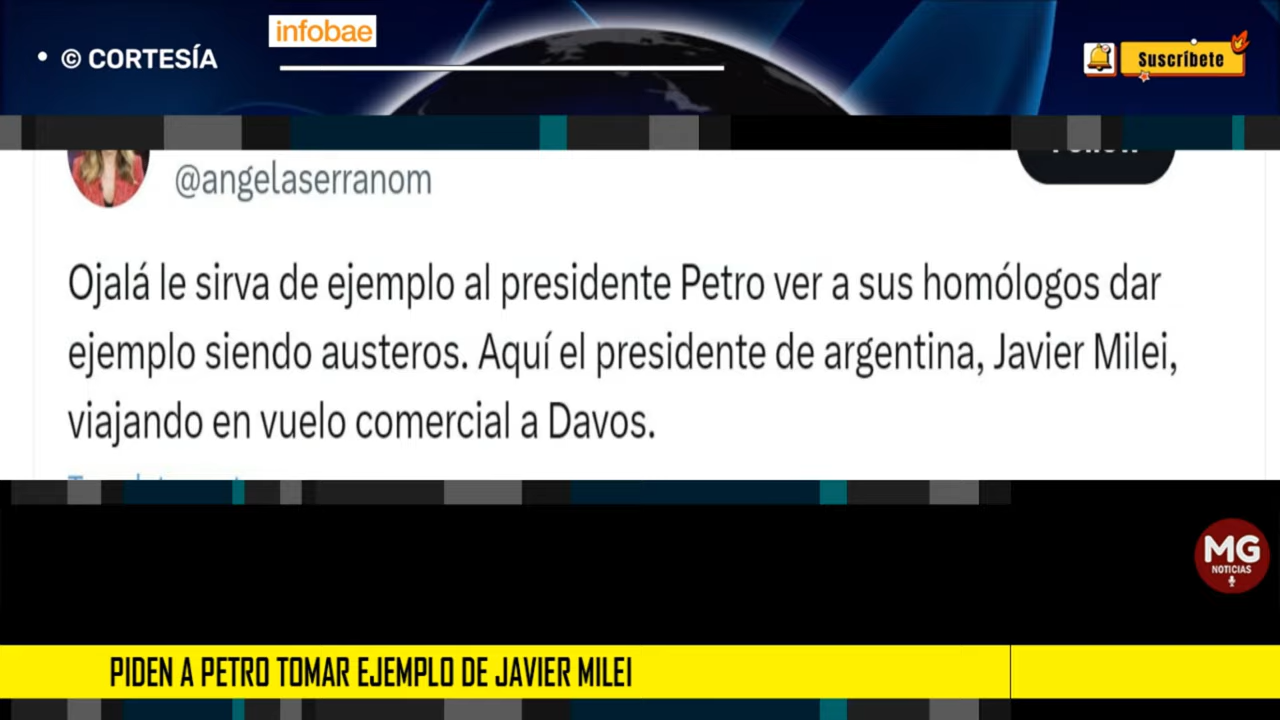 infobae
• © CORTESÍA
Suscríbete
@angelaserranom
Ojalá le sirva de ejemplo al presidente Petro ver a sus homólogos dar
ejemplo siendo austeros. Aquí el presidente de argentina, Javier Milei,
viajando en vuelo comercial a Davos.
MG
NOTICIAS
PIDEN A PETRO TOMAR EJEMPLO DE JAVIER MILEI